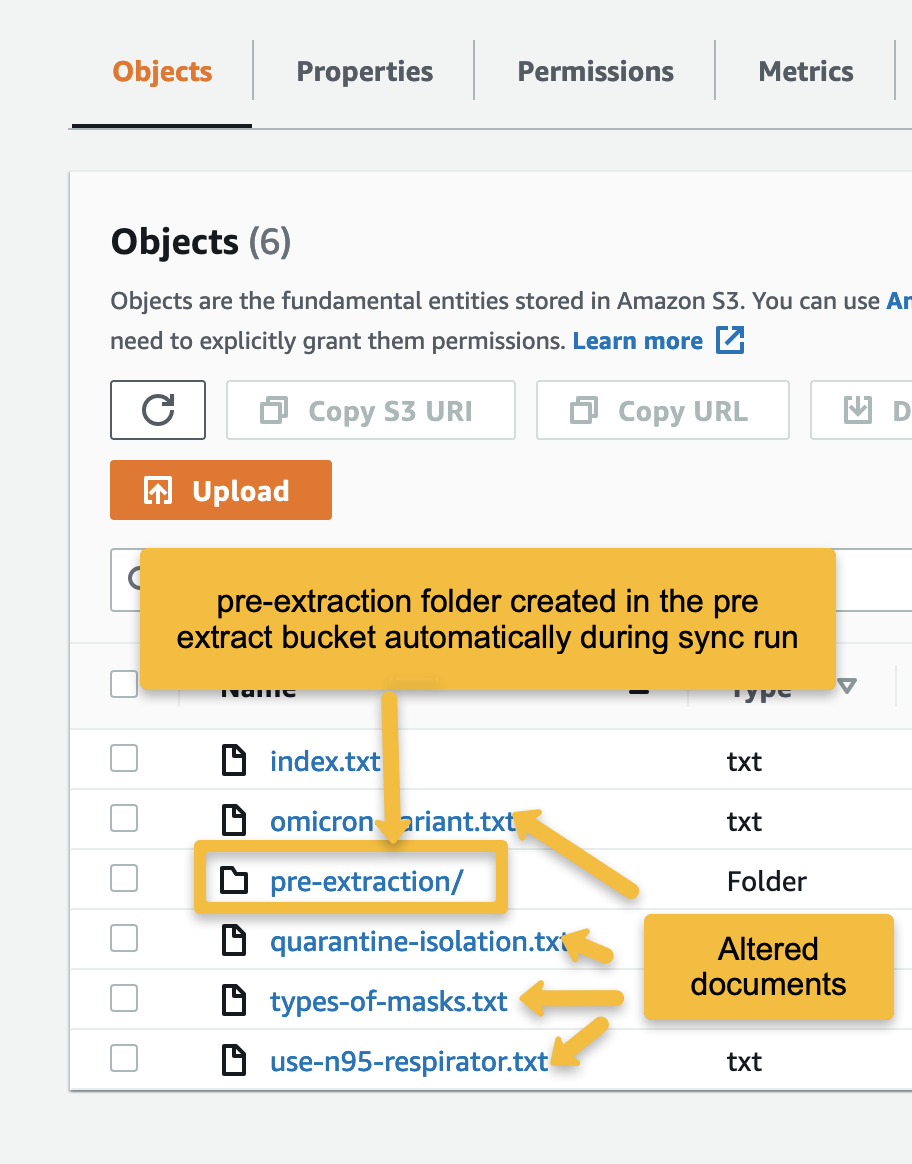 Objects
Properties
Permissions
Metrics
Objects (6)
Objects are the fundamental entities stored in Amazon S3. You can use
need to explicitly grant them permissions. Learn more
Copy S3 URI
Copy URL
D
Upload
pre-extraction folder created in the pre
extract bucket automatically during sync run
Name
Type
index.txt
txt
omicron-variant.txt
txt
pre-extraction/
Folder
quarantine-isolation.txt
types-of-masks.txt
use-n95-respirator.txt
txt
Altered
documents